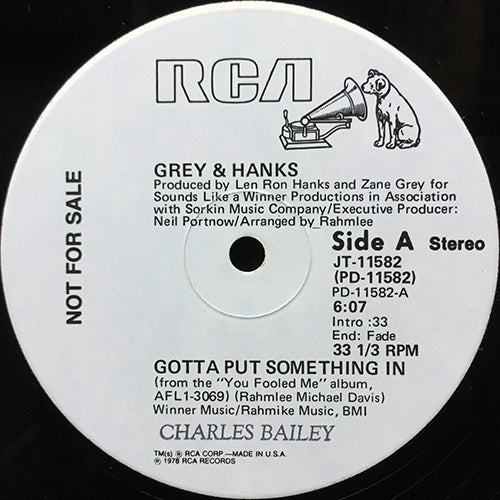 RCA
NOT FOR SALE
GREY & HANKS
Produced by Len Ron Hanks and Zane Grey for
Sounds Like a Winner Productions in Association
with Sorkin Music Company/Executive Producer:
Neil Portnow/Arranged by Rahmlee
Side A Stereo
JT-11582
(PD-11582)
PD-11582-A
6:07
Intro :33
End: Fade
33 1/3 RPM
GOTTA PUT SOMETHING IN
(from the "You Fooled Me" album,
AFL1-3069) (Rahmlee Michael Davis)
Winner Music/Rahmike Music, BMI
CHARLES BAILEY
TM(s) ® RCA CORP.—MADE IN U.S.A.
℗ 1978 RCA RECORDS